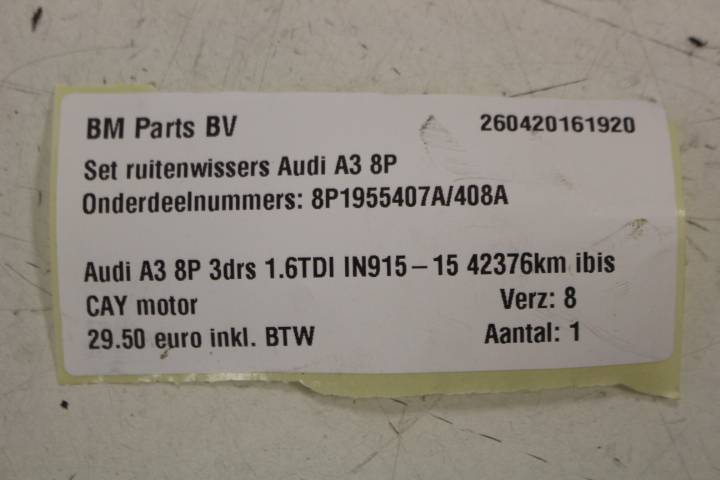 BM Parts BV 260420161920
Set ruitenwissers Audi A3 8P
Onderdeelnummers: 8P1955407A/408A
Audi A3 8P 3drs 1.6TDI IN915-15 42376km ibis
CAY motor Verz: 8
29.50 euro inkl. BTW Aantal: 1